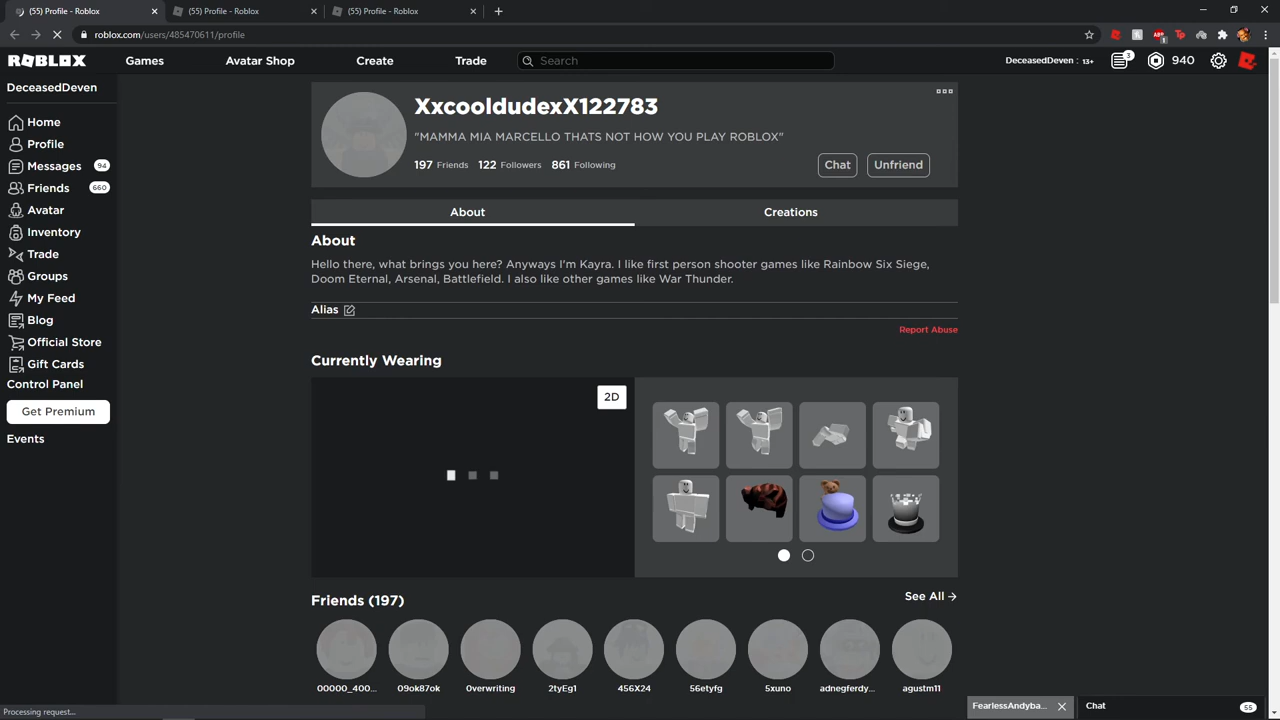 (55) Profile - Roblox
(55) Profile - Roblox
(55) Profile - Roblox
roblox.com/users/485470611/profile
ROBLOX
Games
Avatar Shop
Create
Trade
Search
DeceasedDeven : 13+
3
940
DeceasedDeven
Home
Profile
Messages 94
Friends 660
Avatar
Inventory
Trade
Groups
My Feed
Blog
Official Store
Gift Cards
Control Panel
Get Premium
Events
XxcooldudexX122783
"MAMMA MIA MARCELLO THATS NOT HOW YOU PLAY ROBLOX"
197 Friends 122 Followers 861 Following
Chat
Unfriend
About
Creations
About
Hello there, what brings you here? Anyways I'm Kayra. I like first person shooter games like Rainbow Six Siege,
Doom Eternal, Arsenal, Battlefield. I also like other games like War Thunder.
Alias
Report Abuse
Currently Wearing
2D
Friends (197)
See All
00000_400...
09ok87ok
0verwriting
2tyEg1
456X24
56etyfg
5xuno
adnegferdy...
agustm11
FearlessAndyba...
Chat
55
Processing request...